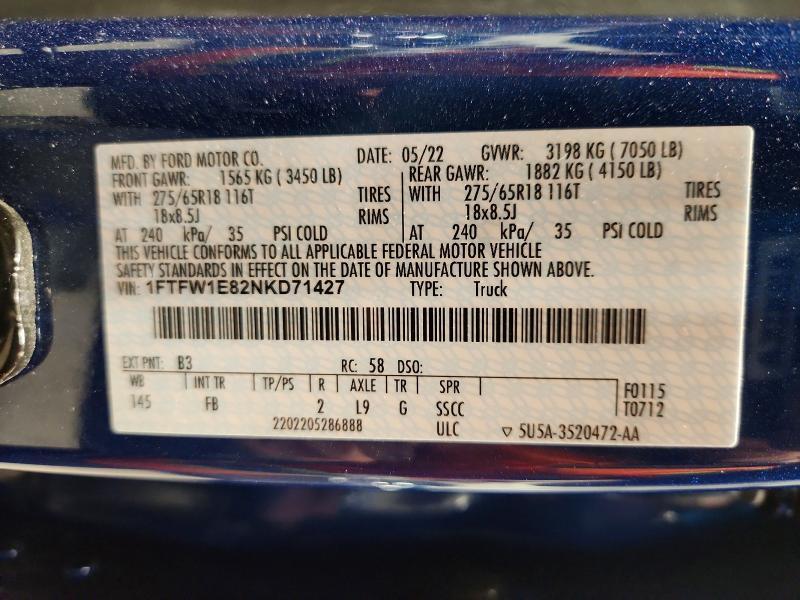 MFD. BY FORD MOTOR CO. DATE: 05/22 GVWR: 3198 KG ( 7050 LB)
FRONT GAWR: 1565 KG ( 3450 LB) REAR GAWR: 1882 KG ( 4150 LB)
WITH 275/65R18 116T TIRES WITH 275/65R18 116T TIRES
18x8.5J RIMS 18x8.5J RIMS
AT 240 kPa/ 35 PSI COLD AT 240 kPa/ 35 PSI COLD
THIS VEHICLE CONFORMS TO ALL APPLICABLE FEDERAL MOTOR VEHICLE
SAFETY STANDARDS IN EFFECT ON THE DATE OF MANUFACTURE SHOWN ABOVE.
VIN: 1FTFW1E82NKD71427 TYPE: Truck
EXT PNT: B3 RC: 58 DSO:
WB INT TR TP/PS R AXLE TR SPR F0115
145 FB 2 L9 G SSCC T0712
2202205286888 ULC ▽ 5U5A-3520472-AA